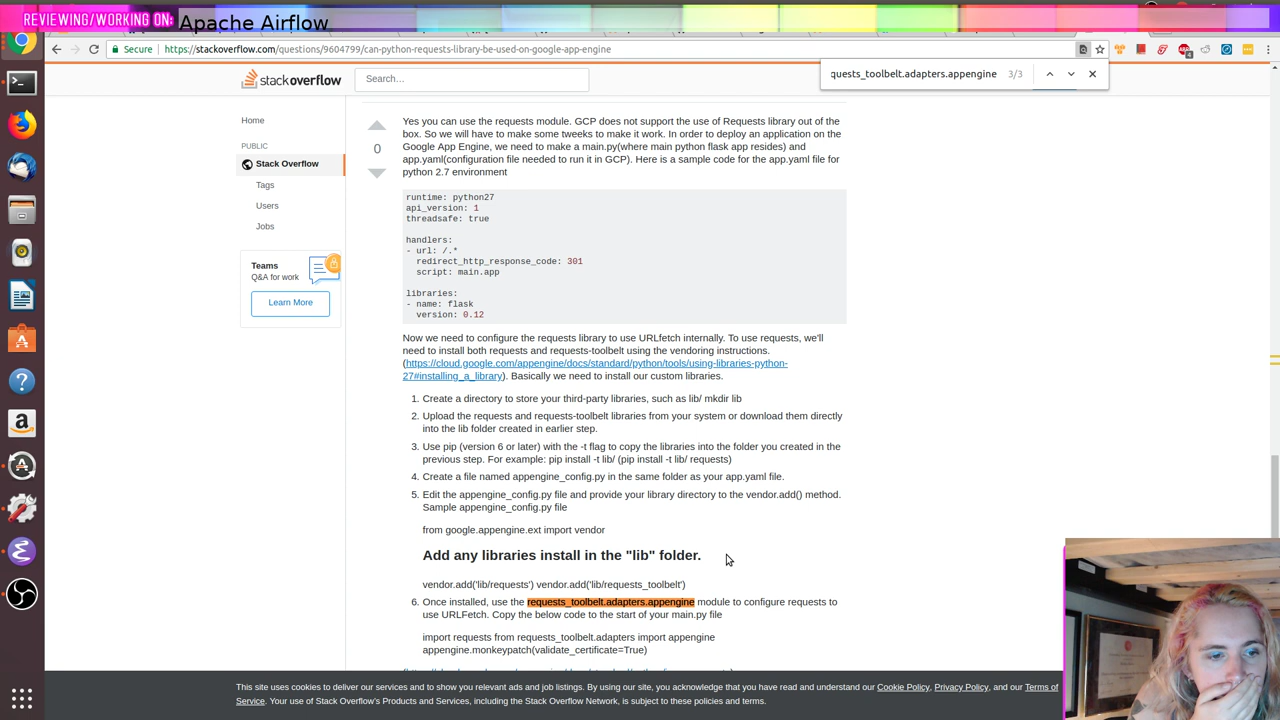 REVIEWING/WORKING ON: Apache Airflow
Secure https://stackoverflow.com/questions/9604799/can-python-requests-library-be-used-on-google-app-engine
stackoverflow Search…
quests_toolbelt.adapters.appengine 3/3
Home
PUBLIC
Stack Overflow
Tags
Users
Jobs
Teams
Q&A for work
Learn More
0
Yes you can use the requests module. GCP does not support the use of Requests library out of the
box. So we will have to make some tweaks to make it work. In order to deploy an application on the
Google App Engine, we need to make a main.py(where main python flask app resides) and
app.yaml(configuration file needed to run it in GCP). Here is a sample code for the app.yaml file for
python 2.7 environment
runtime: python27
api_version: 1
threadsafe: true
handlers:
- url: /.*
redirect_http_response_code: 301
script: main.app
libraries:
- name: flask
version: 0.12
Now we need to configure the requests library to use URLfetch internally. To use requests, we'll
need to install both requests and requests-toolbelt using the vendoring instructions.
(https://cloud.google.com/appengine/docs/standard/python/tools/using-libraries-python-
27#installing_a_library). Basically we need to install our custom libraries.
1. Create a directory to store your third-party libraries, such as lib/ mkdir lib
2. Upload the requests and requests-toolbelt libraries from your system or download them directly
into the lib folder created in earlier step.
3. Use pip (version 6 or later) with the -t flag to copy the libraries into the folder you created in the
previous step. For example: pip install -t lib/ (pip install -t lib/ requests)
4. Create a file named appengine_config.py in the same folder as your app.yaml file.
5. Edit the appengine_config.py file and provide your library directory to the vendor.add() method.
Sample appengine_config.py file
from google.appengine.ext import vendor
Add any libraries install in the "lib" folder.
vendor.add('lib/requests') vendor.add('lib/requests_toolbelt')
6. Once installed, use the requests_toolbelt.adapters.appengine module to configure requests to
use URLFetch. Copy the below code to the start of your main.py file
import requests from requests_toolbelt.adapters import appengine
appengine.monkeypatch(validate_certificate=True)
This site uses cookies to deliver our services and to show you relevant ads and job listings. By using our site, you acknowledge that you have read and understand our Cookie Policy, Privacy Policy, and our Terms of
Service. Your use of Stack Overflow's Products and Services, including the Stack Overflow Network, is subject to these policies and terms.